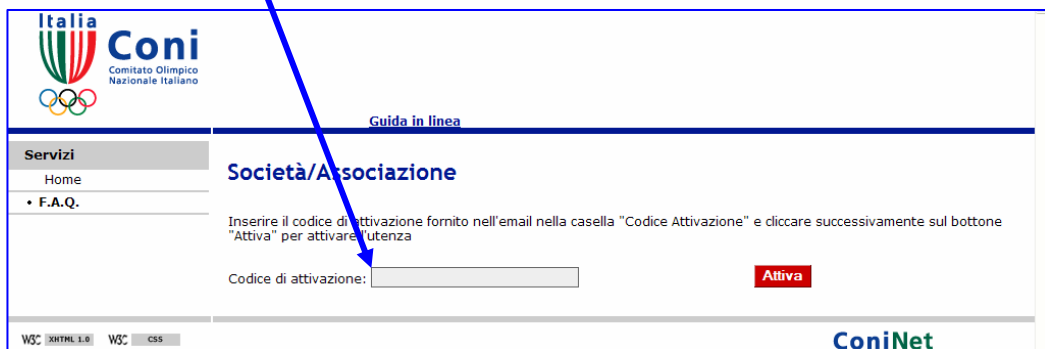 Italia
Coni
Comitato Olimpico
Nazionale Italiano
Guida in linea
Servizi
Home
• F.A.Q.
Società/Associazione
Inserire il codice di attivazione fornito nell'email nella casella "Codice Attivazione" e cliccare successivamente sul bottone
"Attiva" per attivare l'utenza
Codice di attivazione:
Attiva
W3C XHTML 1.0 W3C CSS
ConiNet